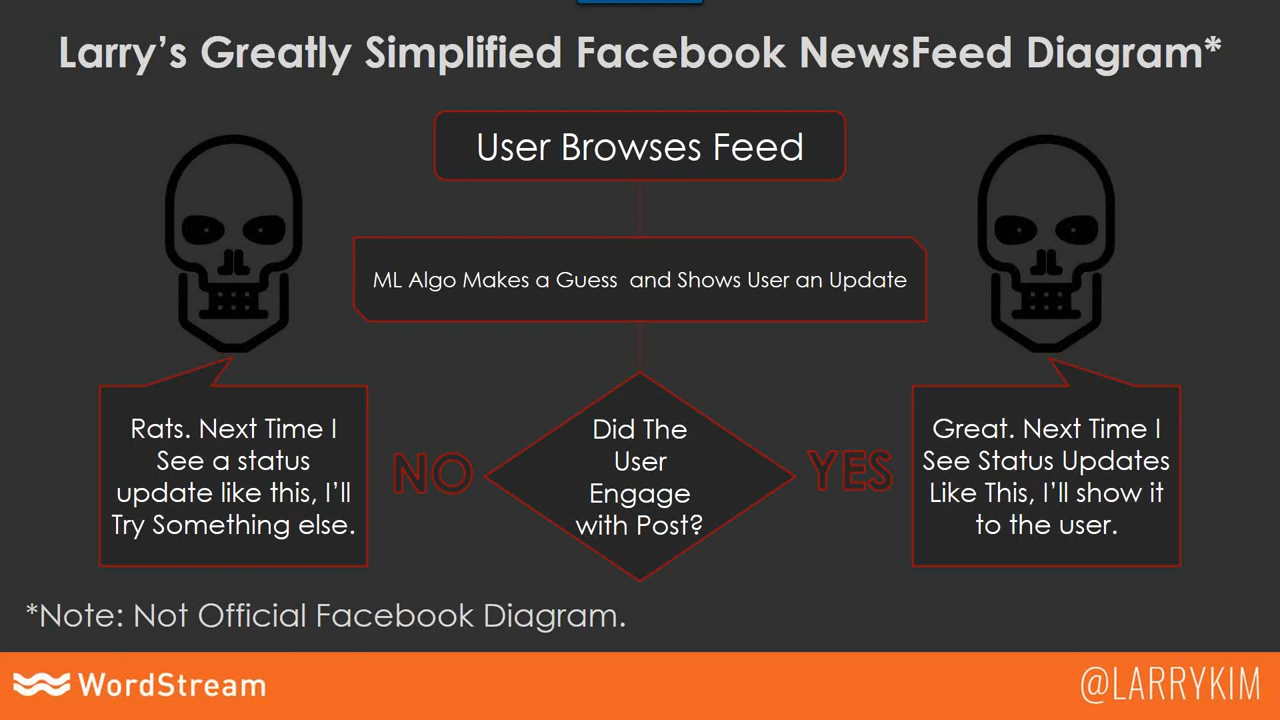 Larry's Greatly Simplified Facebook NewsFeed Diagram*
User Browses Feed
ML Algo Makes a Guess  and Shows User an Update
Rats. Next Time I
See a status
update like this, I'll
Try Something else.
NO
Did The
User
Engage
with Post?
YES
Great. Next Time I
See Status Updates
Like This, I'll show it
to the user.
*Note: Not Official Facebook Diagram.
WordStream
@LARRYKIM